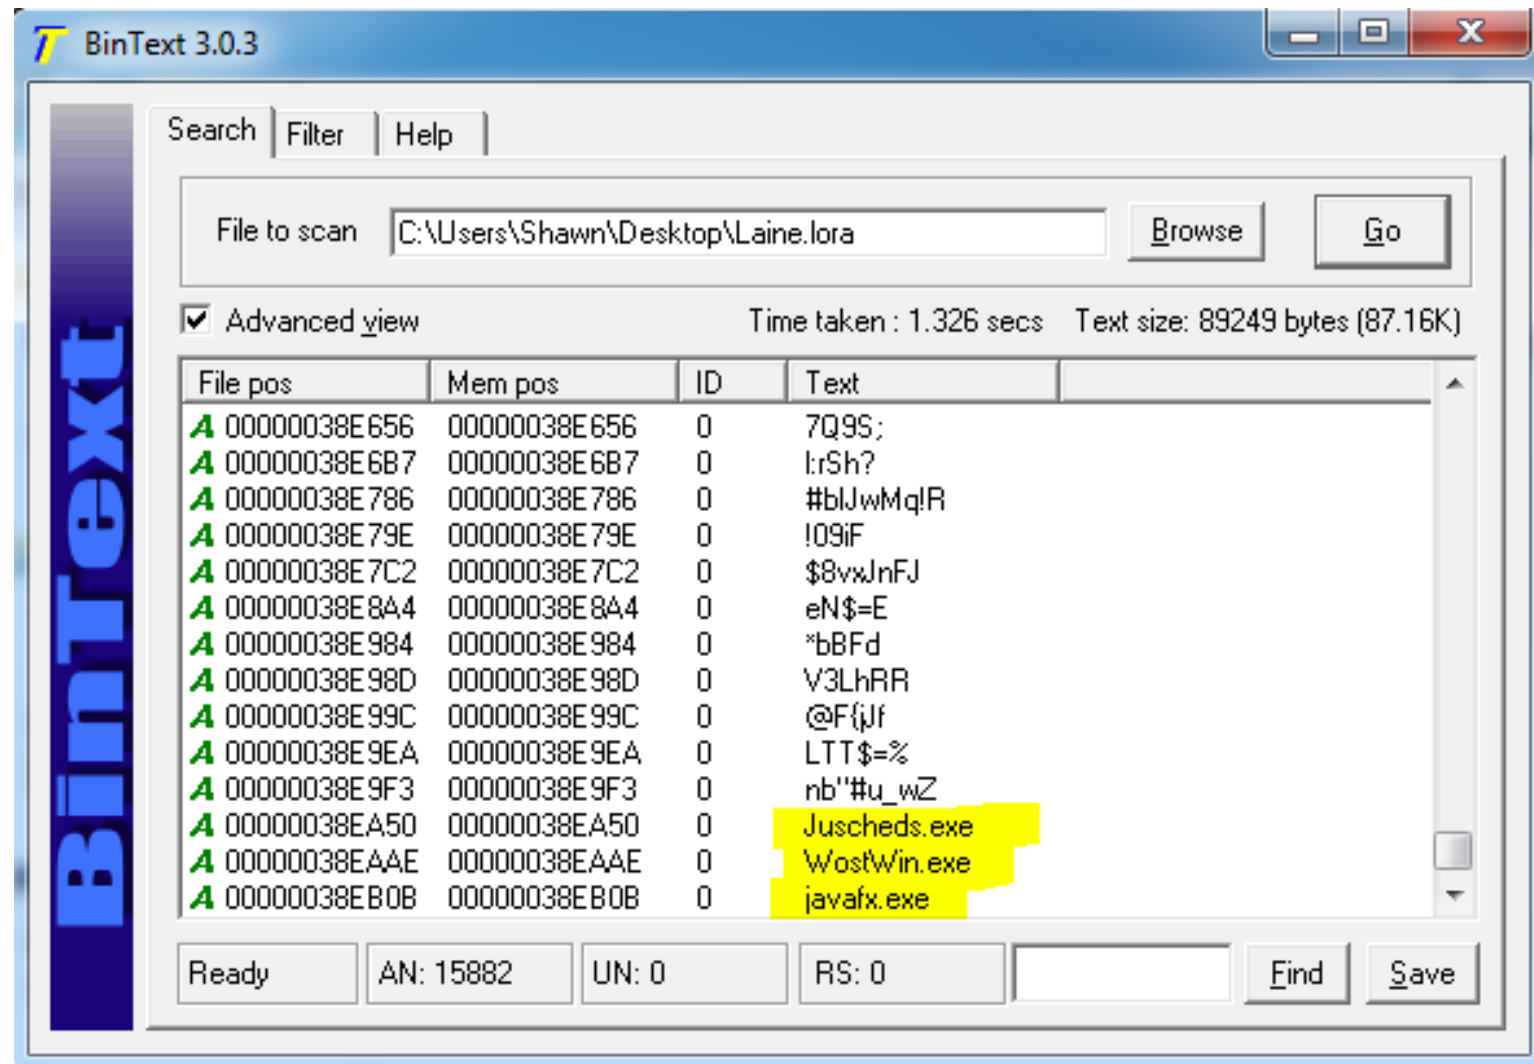 BinText 3.0.3
Search Filter Help
File to scan C:\Users\Shawn\Desktop\Laine.lora Browse Go
Advanced view Time taken : 1.326 secs Text size: 89249 bytes (87.16K)
BinText
File pos Mem pos ID Text
A 00000038E656 00000038E656 0 7Q9S;
A 00000038E6B7 00000038E6B7 0 l:rSh?
A 00000038E786 00000038E786 0 #blJwMq!R
A 00000038E79E 00000038E79E 0 !09iF
A 00000038E7C2 00000038E7C2 0 $8vxJnFJ
A 00000038E8A4 00000038E8A4 0 eN$=E
A 00000038E984 00000038E984 0 *bBFd
A 00000038E98D 00000038E98D 0 V3LhRR
A 00000038E99C 00000038E99C 0 @F{jJf
A 00000038E9EA 00000038E9EA 0 LTT$=%
A 00000038E9F3 00000038E9F3 0 nb"#u_wZ
A 00000038EA50 00000038EA50 0 Juscheds.exe
A 00000038EAAE 00000038EAAE 0 WostWin.exe
A 00000038EB0B 00000038EB0B 0 javafx.exe
Ready AN: 15882 UN: 0 RS: 0 Find Save